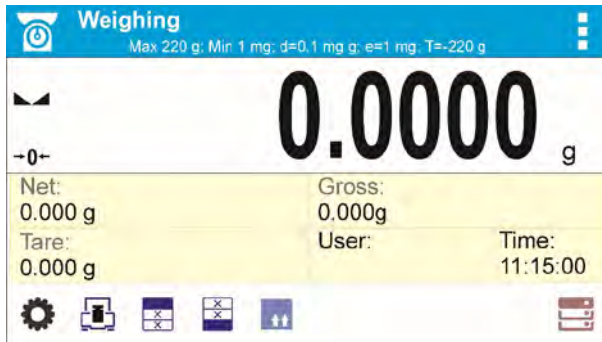 Weighing
Max 220 g: Min 1 mg: d=0.1 mg g: e=1 mg: T=-220 g
0.0000 g
→0←
Net:
0.000 g
Gross:
0.000g
Tare:
0.000 g
User:
Time:
11:15:00